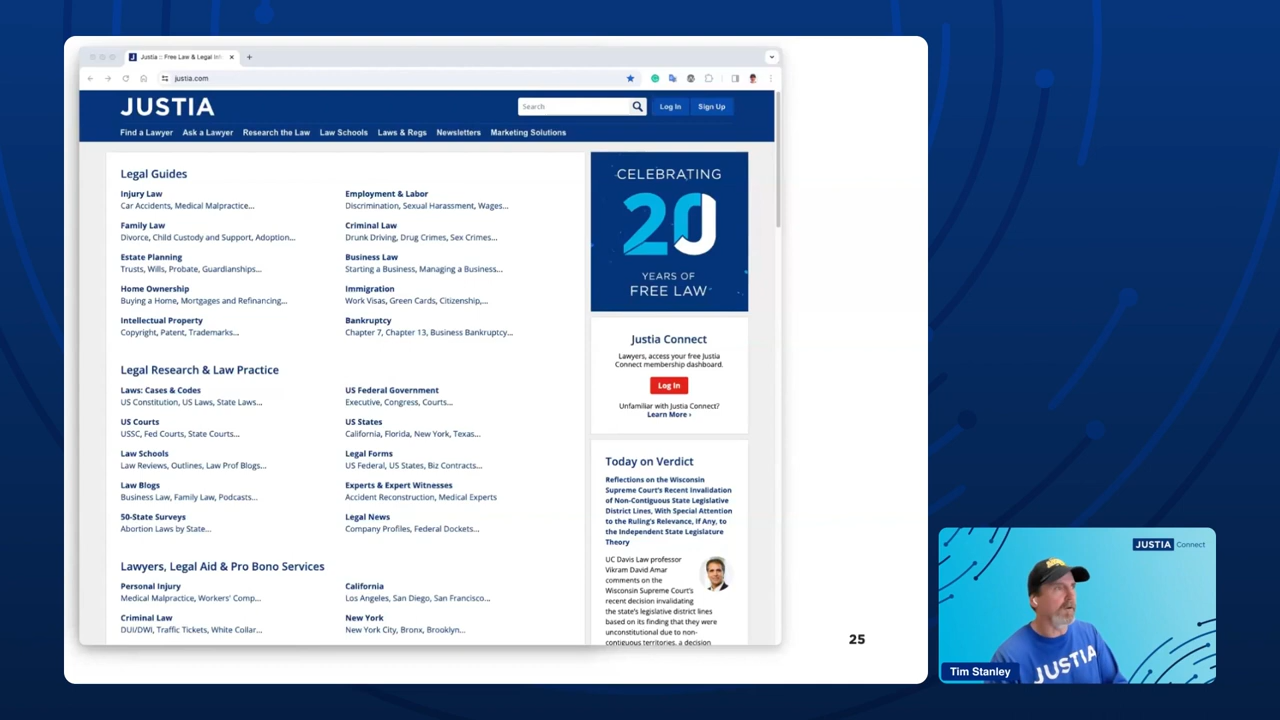 Justia :: Free Law & Legal Inf
justia.com
JUSTIA
Search
Log In
Sign Up
Find a Lawyer
Ask a Lawyer
Research the Law
Law Schools
Laws & Regs
Newsletters
Marketing Solutions
Legal Guides
Injury Law
Car Accidents, Medical Malpractice...
Employment & Labor
Discrimination, Sexual Harassment, Wages...
Family Law
Divorce, Child Custody and Support, Adoption...
Criminal Law
Drunk Driving, Drug Crimes, Sex Crimes...
Estate Planning
Trusts, Wills, Probate, Guardianships...
Business Law
Starting a Business, Managing a Business...
Home Ownership
Buying a Home, Mortgages and Refinancing...
Immigration
Work Visas, Green Cards, Citizenship,...
Intellectual Property
Copyright, Patent, Trademarks...
Bankruptcy
Chapter 7, Chapter 13, Business Bankruptcy...
Legal Research & Law Practice
Laws: Cases & Codes
US Constitution, US Laws, State Laws...
US Federal Government
Executive, Congress, Courts...
US Courts
USSC, Fed Courts, State Courts...
US States
California, Florida, New York, Texas...
Law Schools
Law Reviews, Outlines, Law Prof Blogs...
Legal Forms
US Federal, US States, Biz Contracts...
Law Blogs
Business Law, Family Law, Podcasts...
Experts & Expert Witnesses
Accident Reconstruction, Medical Experts
50-State Surveys
Abortion Laws by State...
Legal News
Company Profiles, Federal Dockets...
Lawyers, Legal Aid & Pro Bono Services
Personal Injury
Medical Malpractice, Workers' Comp...
California
Los Angeles, San Diego, San Francisco...
Criminal Law
DUI/DWI, Traffic Tickets, White Collar...
New York
New York City, Bronx, Brooklyn...
CELEBRATING
20
YEARS OF
FREE LAW
Justia Connect
Lawyers, access your free Justia
Connect membership dashboard.
Log In
Unfamiliar with Justia Connect?
Learn More ›
Today on Verdict
Reflections on the Wisconsin
Supreme Court's Recent Invalidation
of Non-Contiguous State Legislative
District Lines, With Special Attention
to the Ruling's Relevance, If Any, to
the Independent State Legislature
Theory
UC Davis Law professor
Vikram David Amar
comments on the
Wisconsin Supreme Court's
recent decision invalidating
the state's legislative district lines
based on its finding that they were
unconstitutional due to non-
contiguous territories, a decision
25
JUSTIA Connect
JUSTIA
Tim Stanley